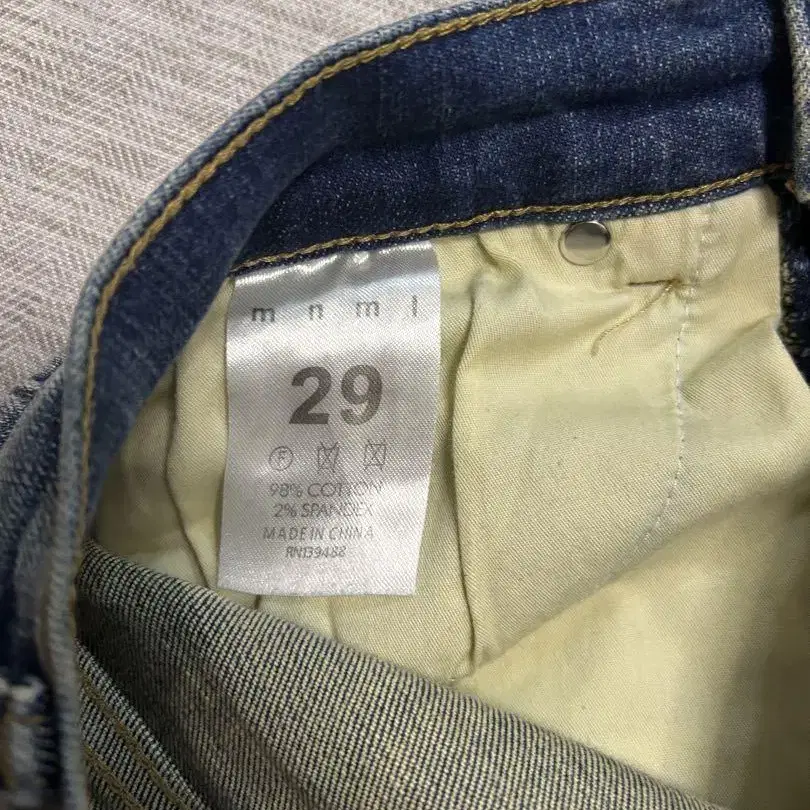 m n m l
29
F
98% COTTON
2% SPANDEX
MADE IN CHINA
RN139488